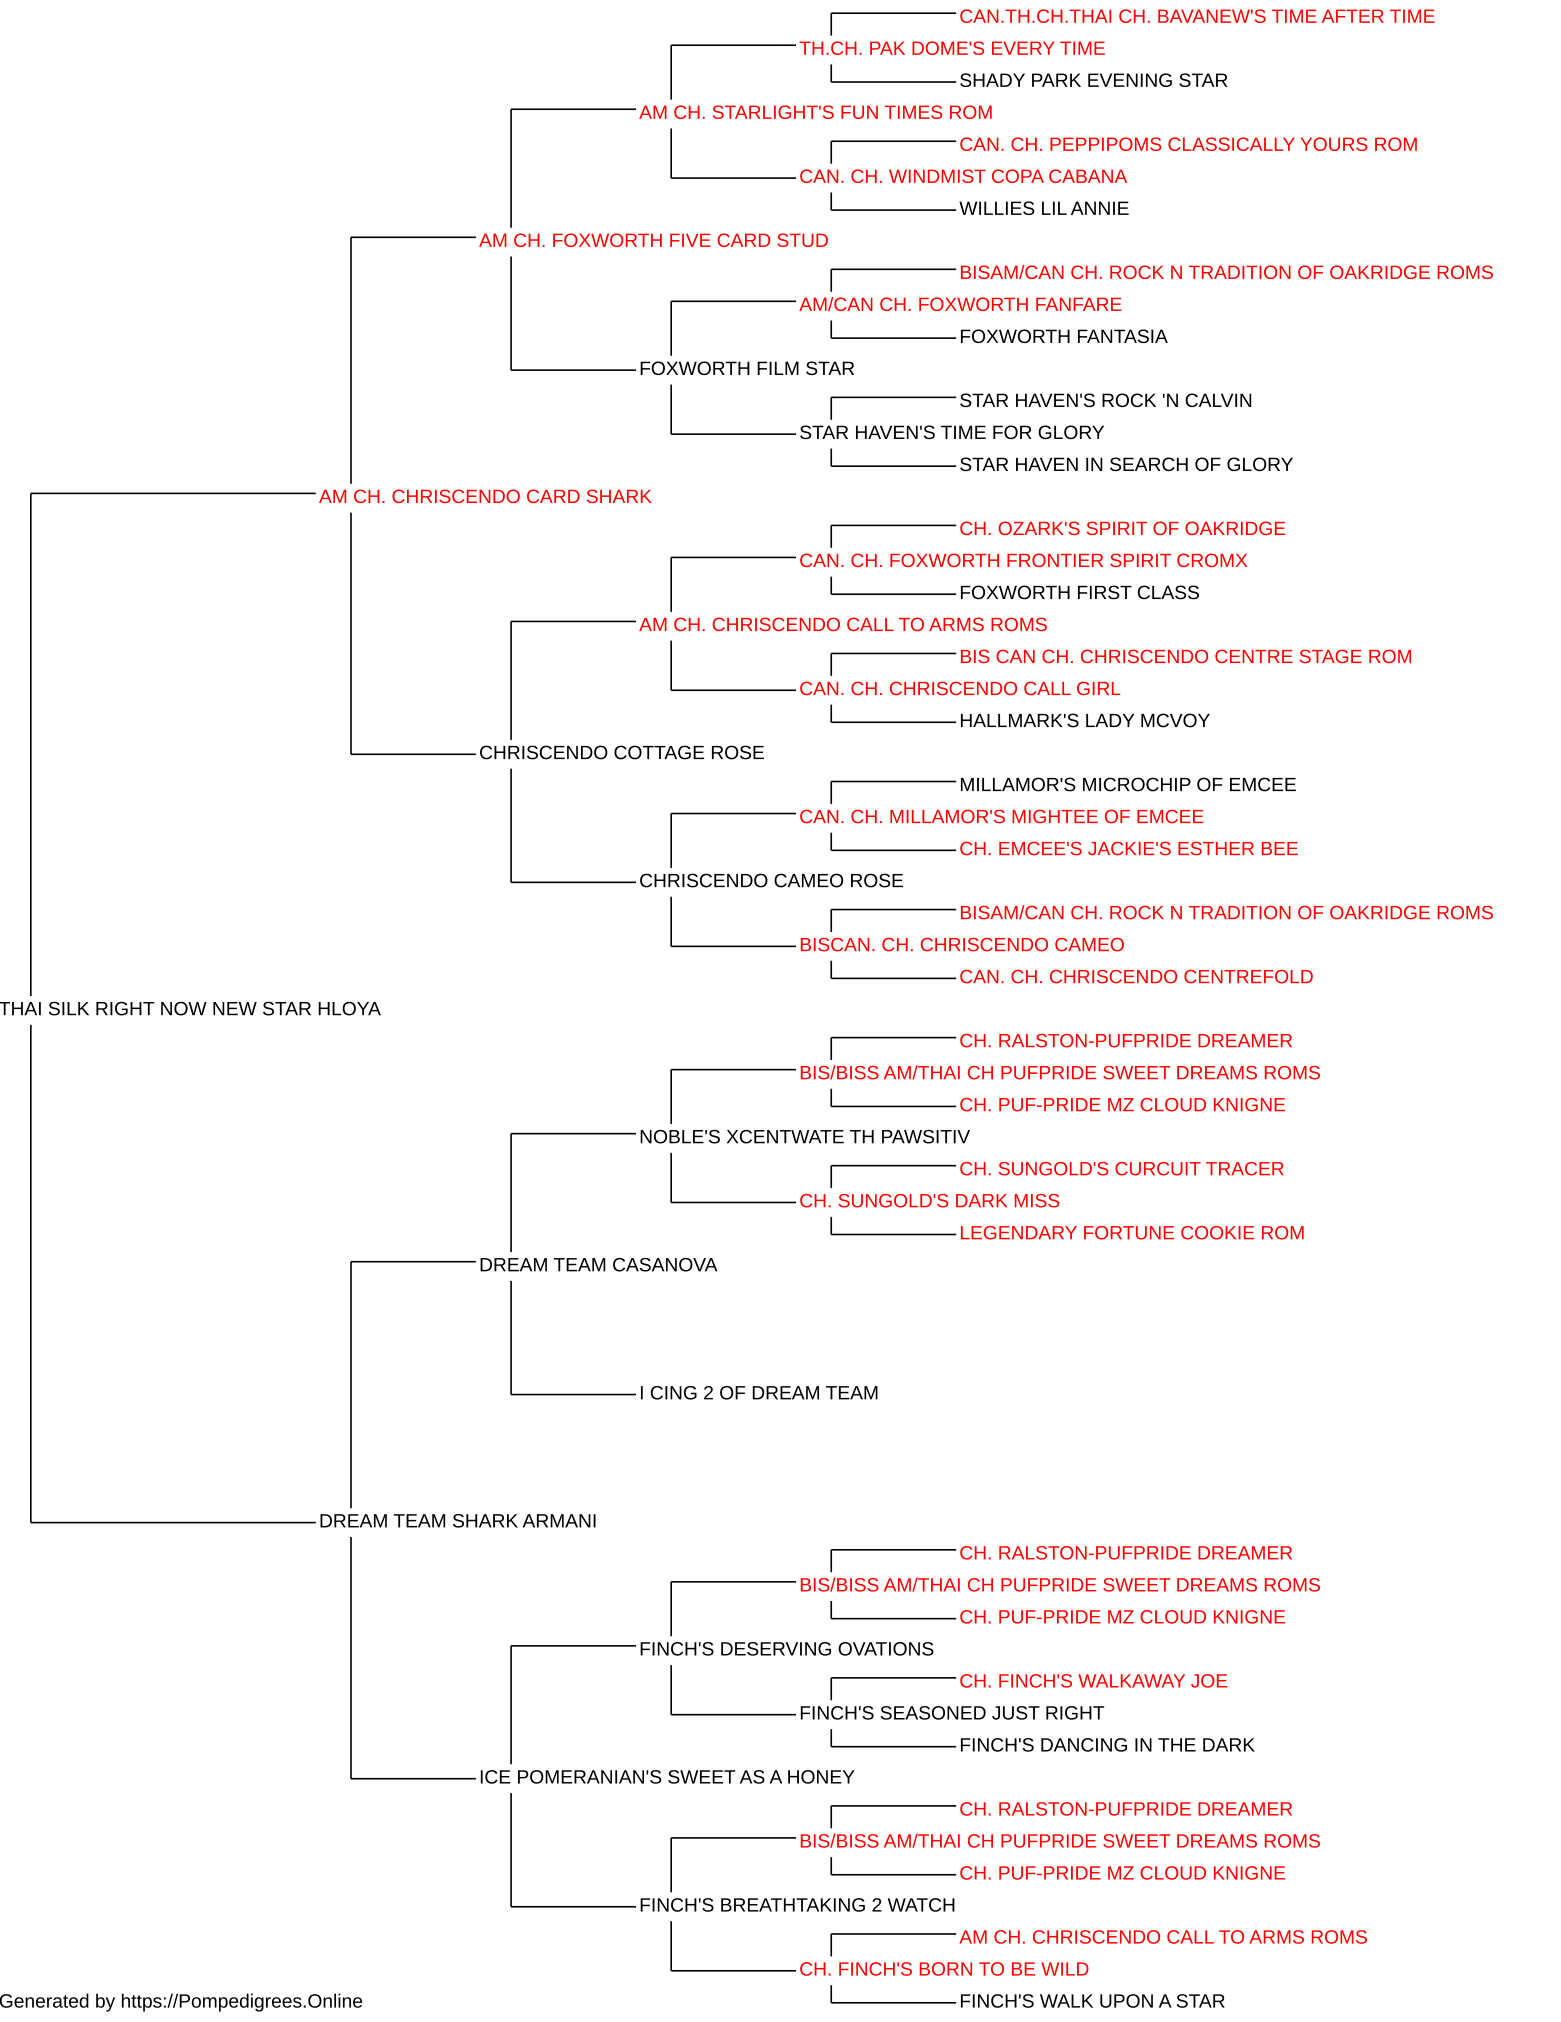 CAN.TH.CH.THAI CH. BAVANEW'S TIME AFTER TIME
TH.CH. PAK DOME'S EVERY TIME
SHADY PARK EVENING STAR
AM CH. STARLIGHT'S FUN TIMES ROM
CAN. CH. PEPPIPOMS CLASSICALLY YOURS ROM
CAN. CH. WINDMIST COPA CABANA
WILLIES LIL ANNIE
AM CH. FOXWORTH FIVE CARD STUD
BISAM/CAN CH. ROCK N TRADITION OF OAKRIDGE ROMS
AM/CAN CH. FOXWORTH FANFARE
FOXWORTH FANTASIA
FOXWORTH FILM STAR
STAR HAVEN'S ROCK 'N CALVIN
STAR HAVEN'S TIME FOR GLORY
STAR HAVEN IN SEARCH OF GLORY
AM CH. CHRISCENDO CARD SHARK
CH. OZARK'S SPIRIT OF OAKRIDGE
CAN. CH. FOXWORTH FRONTIER SPIRIT CROMX
FOXWORTH FIRST CLASS
AM CH. CHRISCENDO CALL TO ARMS ROMS
BIS CAN CH. CHRISCENDO CENTRE STAGE ROM
CAN. CH. CHRISCENDO CALL GIRL
HALLMARK'S LADY MCVOY
CHRISCENDO COTTAGE ROSE
MILLAMOR'S MICROCHIP OF EMCEE
CAN. CH. MILLAMOR'S MIGHTEE OF EMCEE
CH. EMCEE'S JACKIE'S ESTHER BEE
CHRISCENDO CAMEO ROSE
BISAM/CAN CH. ROCK N TRADITION OF OAKRIDGE ROMS
BISCAN. CH. CHRISCENDO CAMEO
CAN. CH. CHRISCENDO CENTREFOLD
THAI SILK RIGHT NOW NEW STAR HLOYA
CH. RALSTON-PUFPRIDE DREAMER
BIS/BISS AM/THAI CH PUFPRIDE SWEET DREAMS ROMS
CH. PUF-PRIDE MZ CLOUD KNIGNE
NOBLE'S XCENTWATE TH PAWSITIV
CH. SUNGOLD'S CURCUIT TRACER
CH. SUNGOLD'S DARK MISS
LEGENDARY FORTUNE COOKIE ROM
DREAM TEAM CASANOVA
I CING 2 OF DREAM TEAM
DREAM TEAM SHARK ARMANI
CH. RALSTON-PUFPRIDE DREAMER
BIS/BISS AM/THAI CH PUFPRIDE SWEET DREAMS ROMS
CH. PUF-PRIDE MZ CLOUD KNIGNE
FINCH'S DESERVING OVATIONS
CH. FINCH'S WALKAWAY JOE
FINCH'S SEASONED JUST RIGHT
FINCH'S DANCING IN THE DARK
ICE POMERANIAN'S SWEET AS A HONEY
CH. RALSTON-PUFPRIDE DREAMER
BIS/BISS AM/THAI CH PUFPRIDE SWEET DREAMS ROMS
CH. PUF-PRIDE MZ CLOUD KNIGNE
FINCH'S BREATHTAKING 2 WATCH
AM CH. CHRISCENDO CALL TO ARMS ROMS
CH. FINCH'S BORN TO BE WILD
FINCH'S WALK UPON A STAR
Generated by https://Pompedigrees.Online